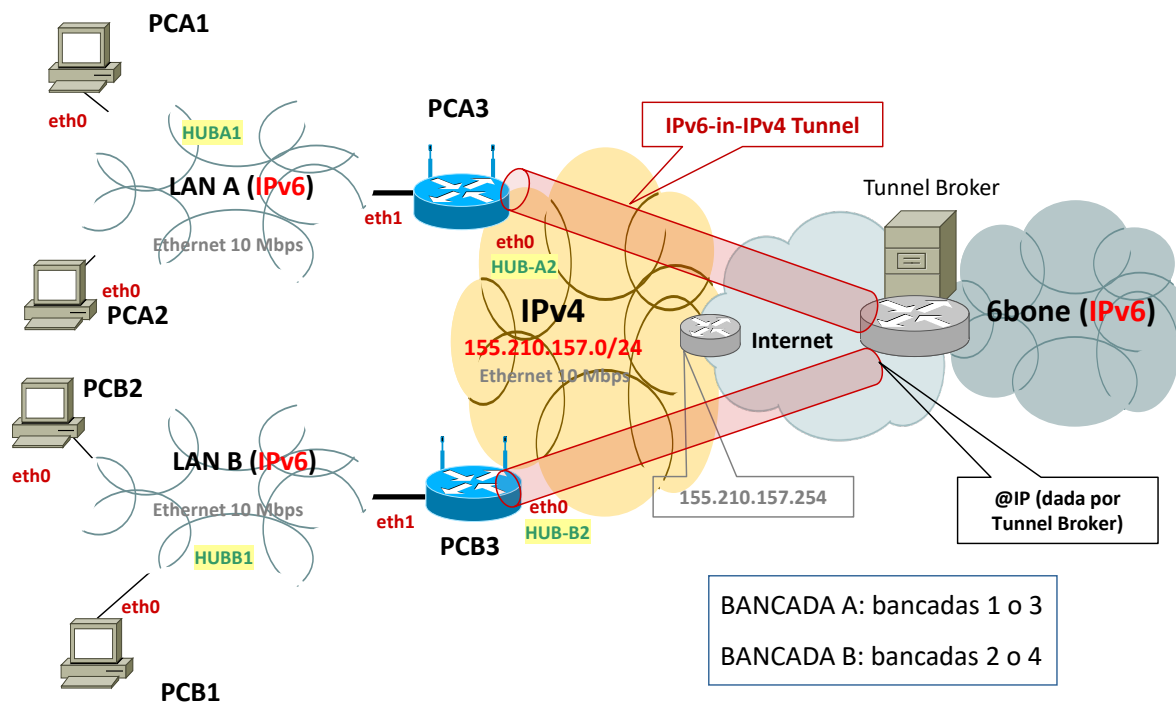 PCA1
eth0
HUBA1
LAN A (IPv6)
Ethernet 10 Mbps
eth0
PCA2
PCA3
eth1
eth0
HUB-A2
IPv6-in-IPv4 Tunnel
Tunnel Broker
IPv4
155.210.157.0/24
Ethernet 10 Mbps
Internet
6bone (IPv6)
PCB2
eth0
LAN B (IPv6)
Ethernet 10 Mbps
HUBB1
eth1
eth0
HUB-B2
PCB3
155.210.157.254
@IP (dada por
Tunnel Broker)
eth0
PCB1
BANCADA A: bancadas 1 o 3
BANCADA B: bancadas 2 o 4